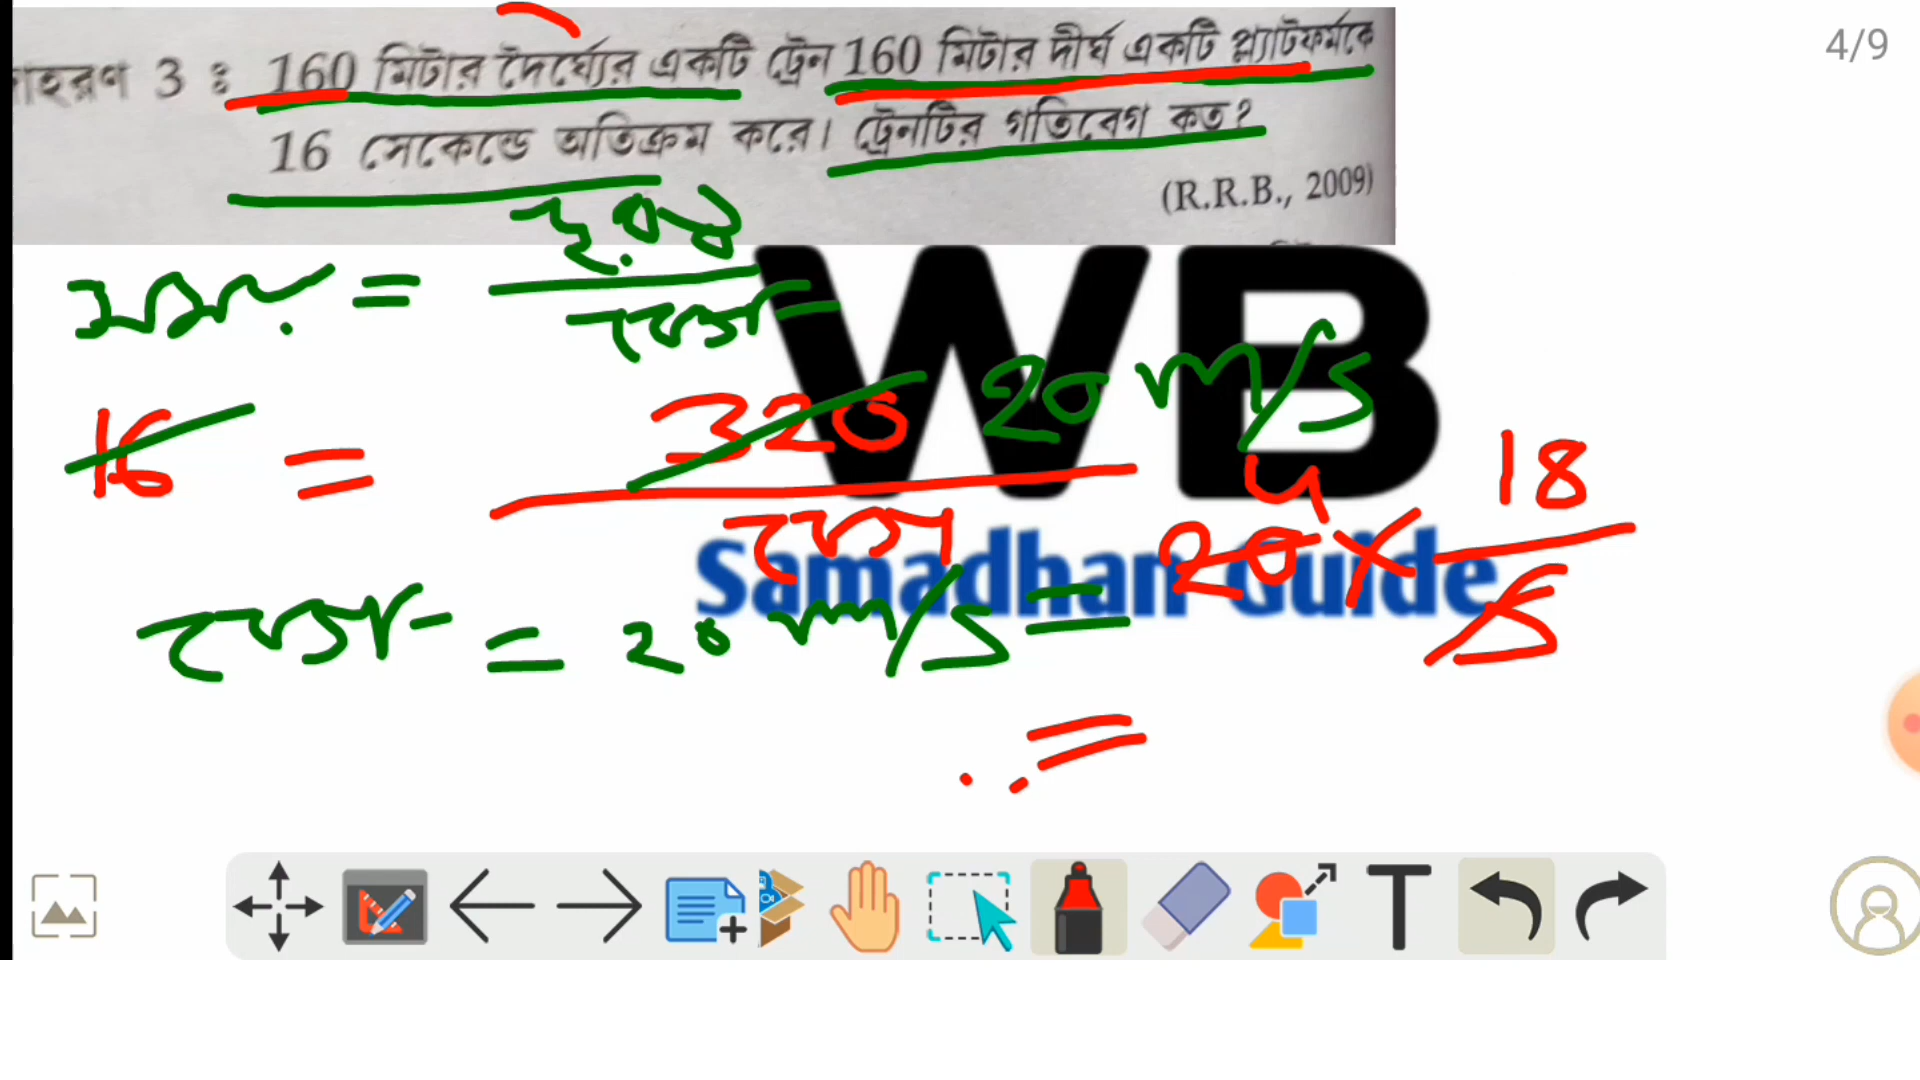 4/9
াহরণ 3 ঃ 160 মিটার দৈর্ঘ্যের একটি ট্রেন 160 মিটার দীর্ঘ একটি প্ল্যাটফর্মকে
16 সেকেন্ডে অতিক্রম করে। ট্রেনটির গতিবেগ কত?
(R.R.B., 2009)
সময় = দূরত্ব
WB
16 = 320 20 m/s
4 18
Samadhan Guide
20 × 5
= 20 m/s =
=
T